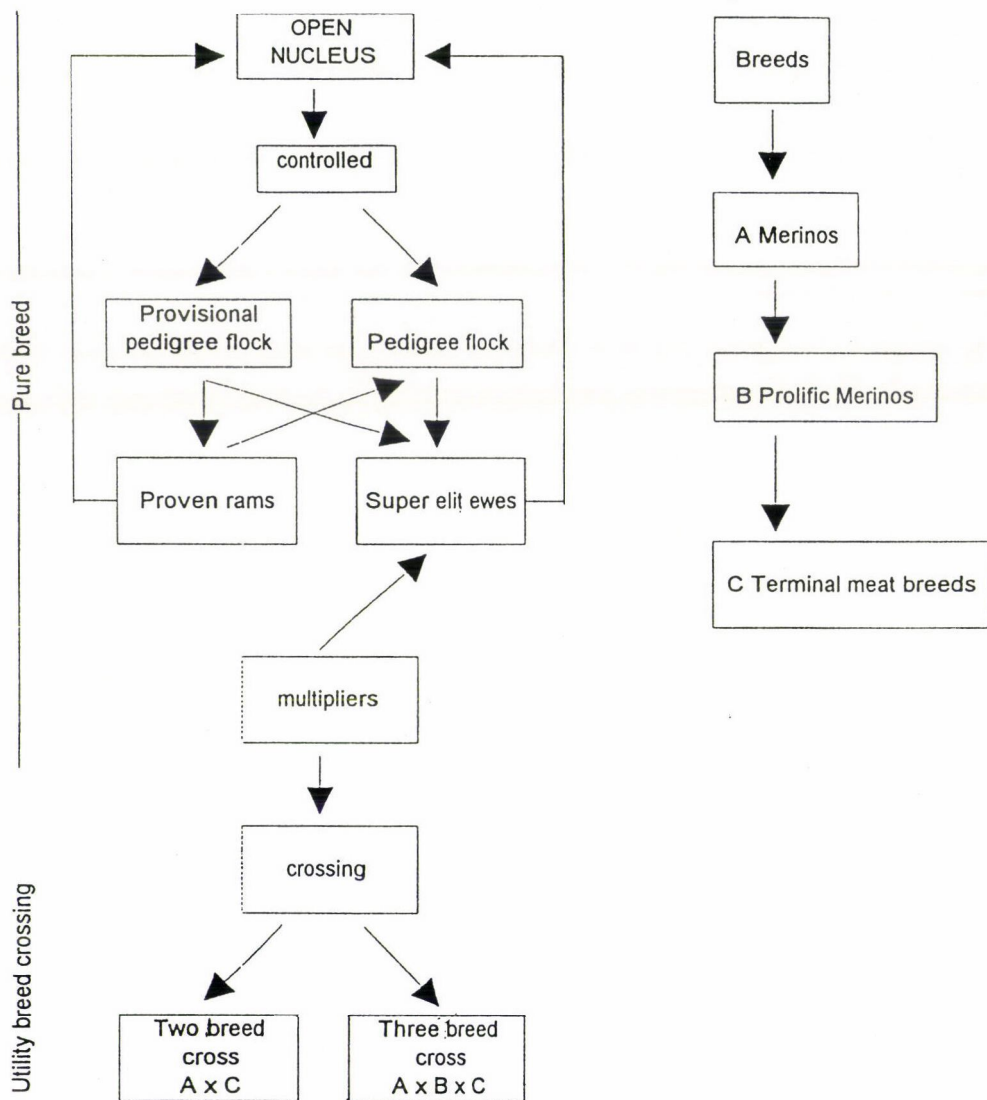 OPEN
NUCLEUS
controlled
Provisional
pedigree flock
Pedigree flock
Proven rams
Super elit ewes
multipliers
crossing
Two breed
cross
A x C
Three breed
cross
A x B x C
Pure breed
Utility breed crossing
Breeds
A Merinos
B Prolific Merinos
C Terminal meat breeds